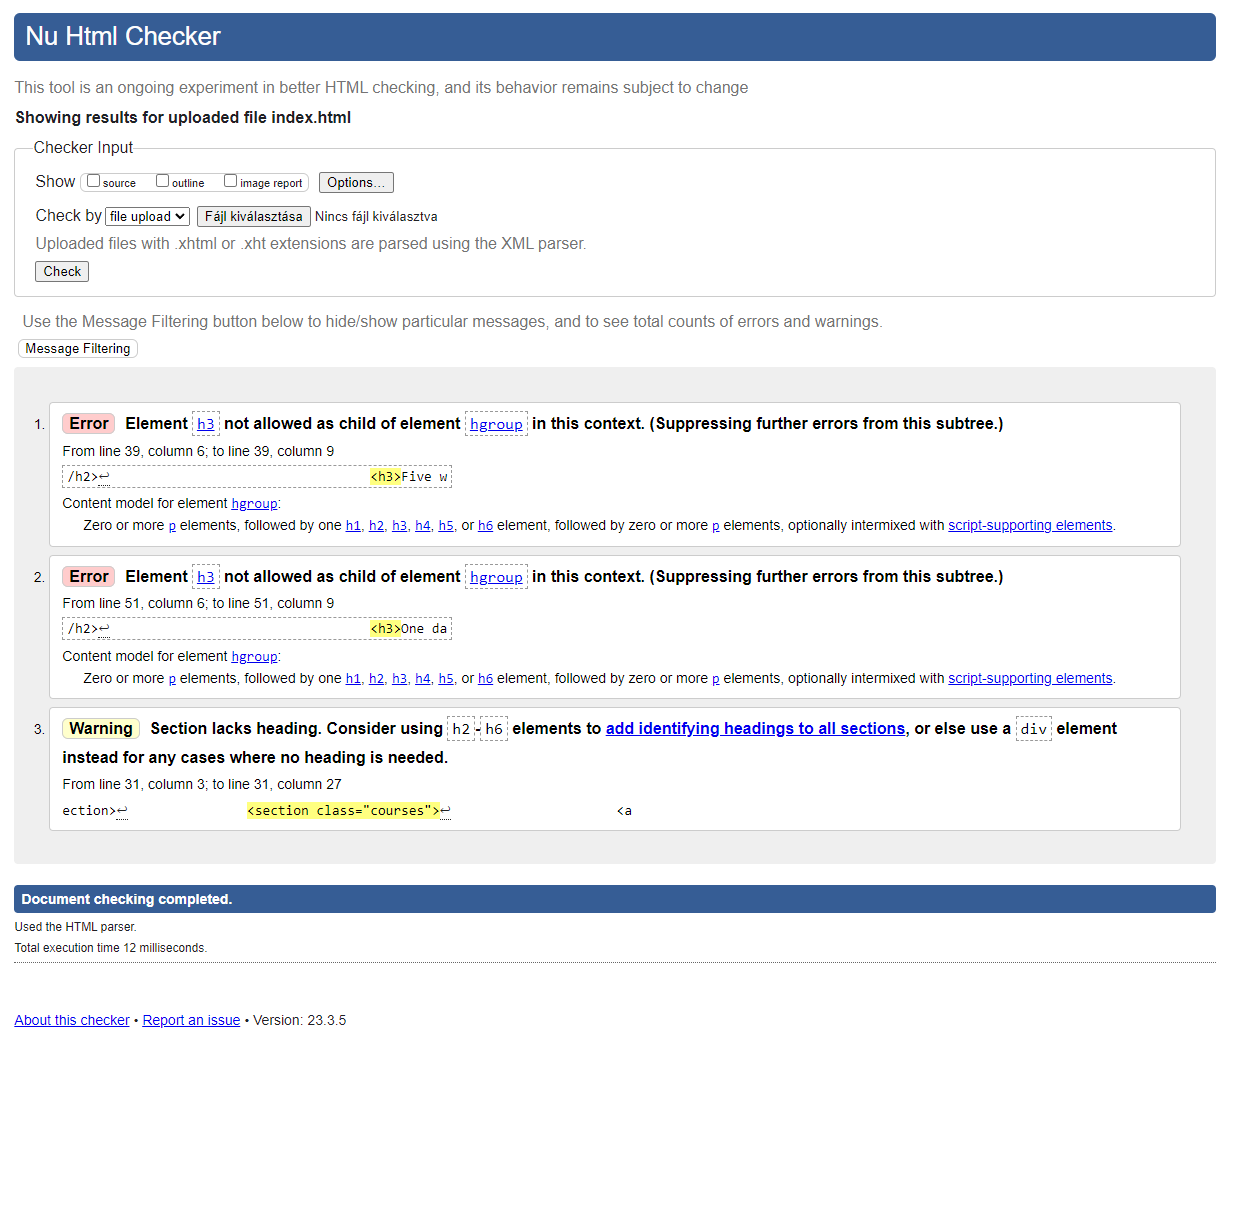 Nu Html Checker
This tool is an ongoing experiment in better HTML checking, and its behavior remains subject to change
Showing results for uploaded file index.html
Checker Input
Show source outline image report Options...
Check by file upload Fájl kiválasztása Nincs fájl kiválasztva
Uploaded files with .xhtml or .xht extensions are parsed using the XML parser.
Check
Use the Message Filtering button below to hide/show particular messages, and to see total counts of errors and warnings.
Message Filtering
1. Error Element h3 not allowed as child of element hgroup in this context. (Suppressing further errors from this subtree.)
From line 39, column 6; to line 39, column 9
/h2>↩ <h3>Five w
Content model for element hgroup:
Zero or more p elements, followed by one h1, h2, h3, h4, h5, or h6 element, followed by zero or more p elements, optionally intermixed with script-supporting elements.
2. Error Element h3 not allowed as child of element hgroup in this context. (Suppressing further errors from this subtree.)
From line 51, column 6; to line 51, column 9
/h2>↩ <h3>One da
Content model for element hgroup:
Zero or more p elements, followed by one h1, h2, h3, h4, h5, or h6 element, followed by zero or more p elements, optionally intermixed with script-supporting elements.
3. Warning Section lacks heading. Consider using h2-h6 elements to add identifying headings to all sections, or else use a div element
instead for any cases where no heading is needed.
From line 31, column 3; to line 31, column 27
ection>↩ <section class="courses">↩ <a
Document checking completed.
Used the HTML parser.
Total execution time 12 milliseconds.
About this checker • Report an issue • Version: 23.3.5